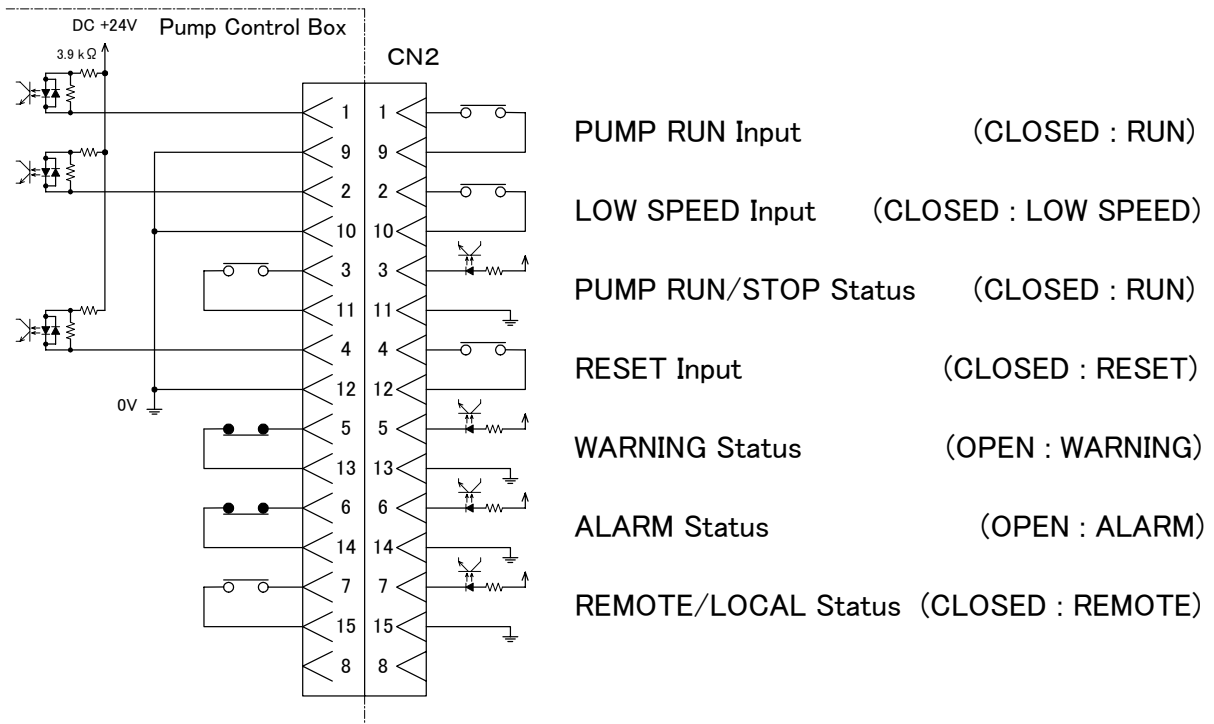 DC +24V Pump Control Box
3.9 kΩ
CN2
1 1
PUMP RUN Input (CLOSED : RUN)
9 9
2 2
LOW SPEED Input (CLOSED : LOW SPEED)
10 10
3 3
PUMP RUN/STOP Status (CLOSED : RUN)
11 11
4 4
RESET Input (CLOSED : RESET)
12 12
0V
5 5
WARNING Status (OPEN : WARNING)
13 13
6 6
ALARM Status (OPEN : ALARM)
14 14
7 7
REMOTE/LOCAL Status (CLOSED : REMOTE)
15 15
8 8